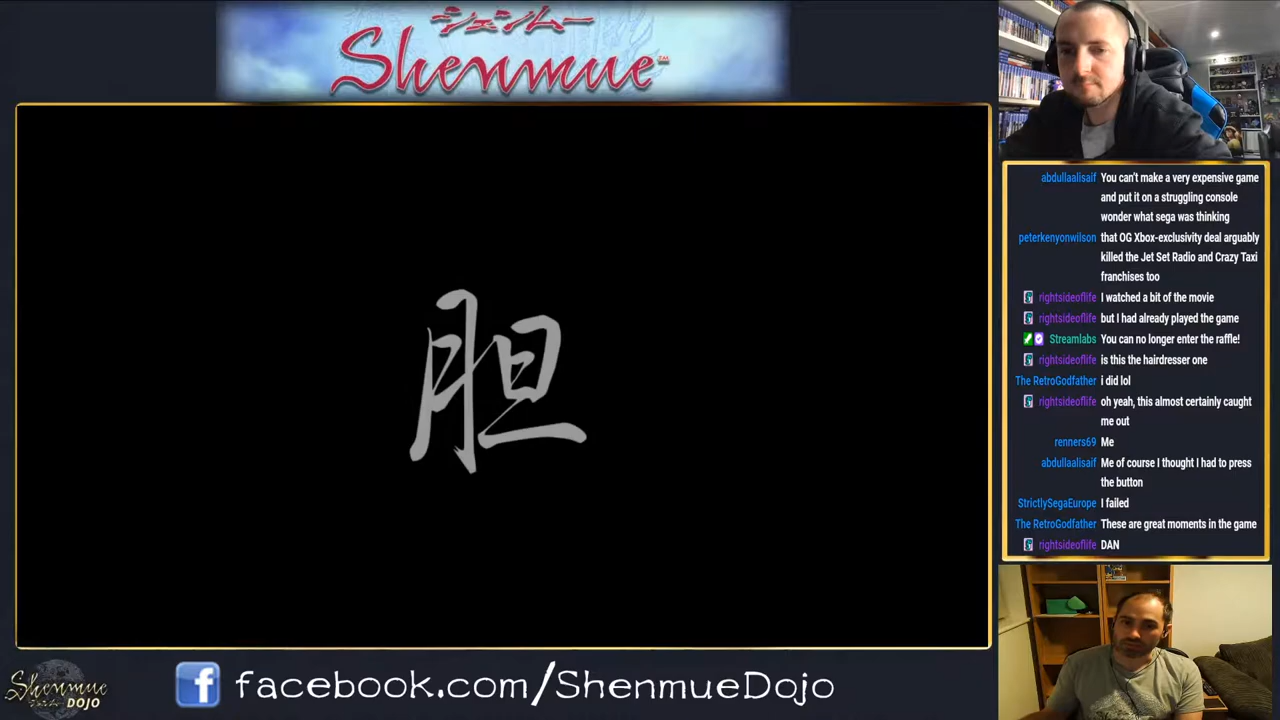 シェンムー
Shenmue™
胆
abdullaalisaif You can't make a very expensive game
and put it on a struggling console
wonder what sega was thinking
peterkenyonwilson that OG Xbox-exclusivity deal arguably
killed the Jet Set Radio and Crazy Taxi
franchises too
rightsideoflife I watched a bit of the movie
rightsideoflife but I had already played the game
Streamlabs You can no longer enter the raffle!
rightsideoflife is this the hairdresser one
The RetroGodfather i did lol
rightsideoflife oh yeah, this almost certainly caught
me out
renners69 Me
abdullaalisaif Me of course I thought I had to press
the button
StrictlySegaEurope I failed
The RetroGodfather These are great moments in the game
rightsideoflife DAN
Shenmue
DOJO
facebook.com/ShenmueDojo